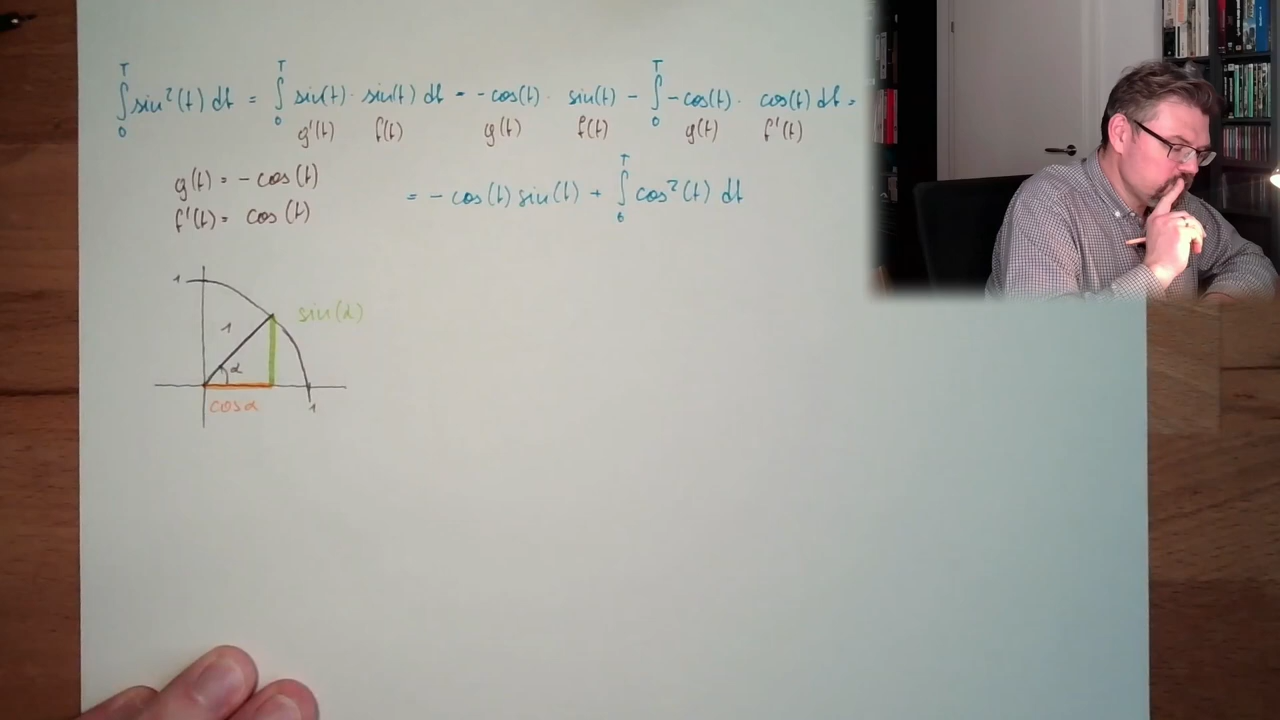 ∫₀ᵀ sin²(t) dt = ∫₀ᵀ sin(t) · sin(t) dt = -cos(t) · sin(t) - ∫₀ᵀ -cos(t) · cos(t) dt =
g'(t) f(t) g(t) f(t) g(t) f'(t)
g(t) = -cos(t)
f'(t) = cos(t)
= -cos(t) sin(t) + ∫₀ᵀ cos²(t) dt
1
sin(α)
1
α
cosα
1